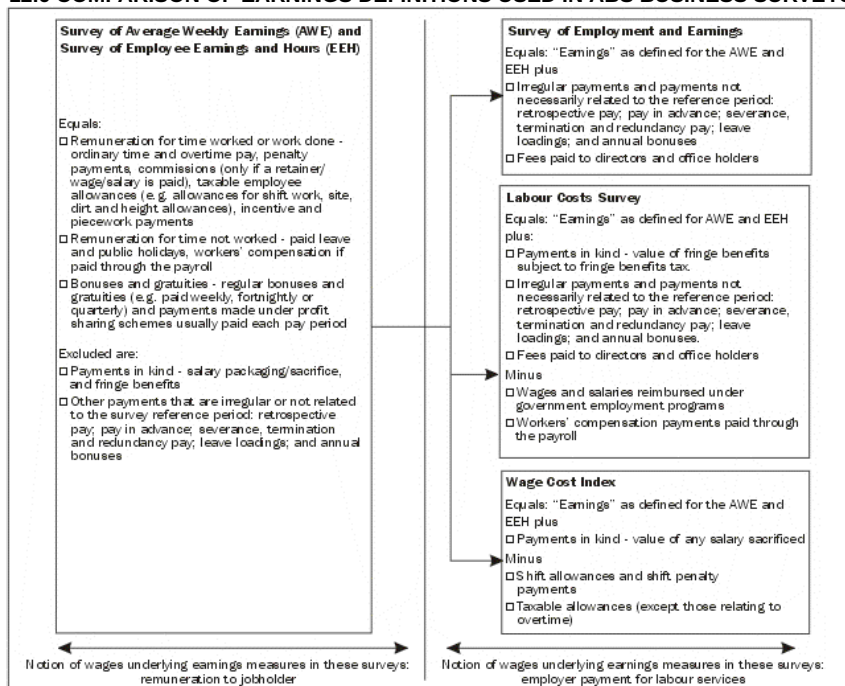 Survey of Average Weekly Earnings (AWE) and
Survey of Employee Earnings and Hours (EEH)
Equals:
Remuneration for time worked or work done -
ordinary time and overtime pay, penalty
payments, commissions (only if a retainer/
wage/salary is paid), taxable employee
allowances (e.g. allowances for shift work, site,
dirt and height allowances), incentive and
piecework payments
Remuneration for time not worked - paid leave
and public holidays, workers' compensation if
paid through the payroll
Bonuses and gratuities - regular bonuses and
gratuities (e.g. paid weekly, fortnightly or
quarterly) and payments made under profit
sharing schemes usually paid each pay period
Excluded are:
Payments in kind - salary packaging/sacrifice,
and fringe benefits
Other payments that are irregular or not related
to the survey reference period: retrospective
pay; pay in advance; severance, termination
and redundancy pay; leave loadings; and annual
bonuses
Notion of wages underlying earnings measures in these surveys:
remuneration to jobholder
Survey of Employment and Earnings
Equals: "Earnings" as defined for the AWE and
EEH plus
Irregular payments and payments not
necessarily related to the reference period:
retrospective pay; pay in advance; severance,
termination and redundancy pay; leave
loadings; and annual bonuses
Fees paid to directors and office holders
Labour Costs Survey
Equals: "Earnings" as defined for AWE and EEH
plus:
Payments in kind - value of fringe benefits
subject to fringe benefits tax.
Irregular payments and payments not
necessarily related to the reference period:
retrospective pay; pay in advance; severance,
termination and redundancy pay; leave
loadings; and annual bonuses.
Fees paid to directors and office holders
Minus
Wages and salaries reimbursed under
government employment programs
Workers' compensation payments paid through
the payroll
Wage Cost Index
Equals: "Earnings" as defined for the AWE and
EEH plus
Payments in kind - value of any salary sacrificed
Minus
Shift allowances and shift penalty
payments
Taxable allowances (except those relating to
overtime)
Notion of wages underlying earnings measures in these surveys:
employer payment for labour services